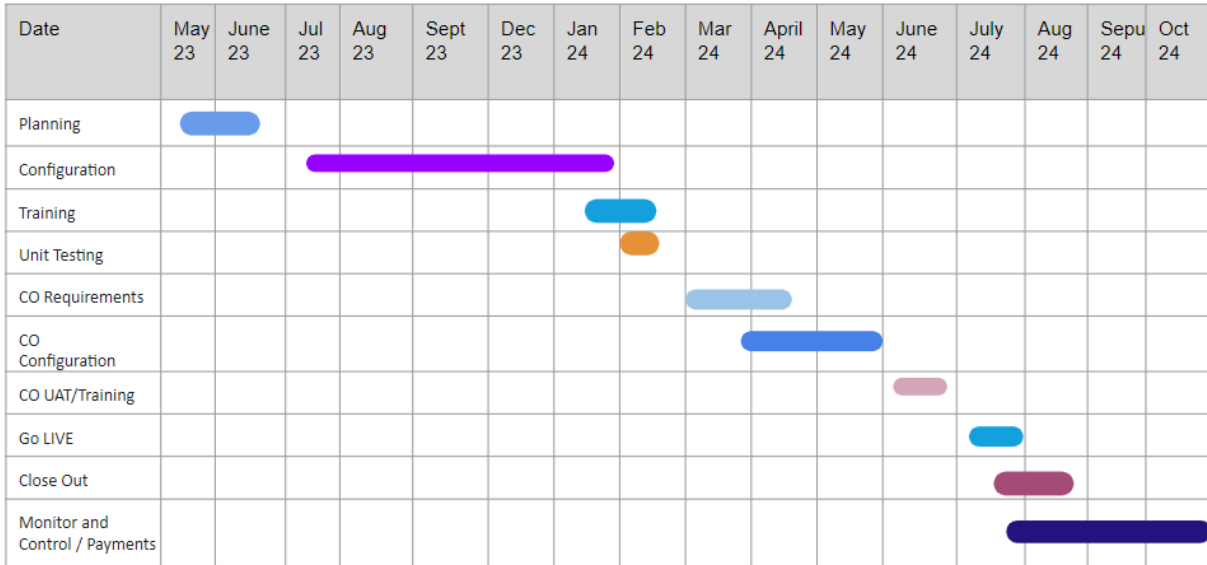 Date May June Jul Aug Sept Dec Jan Feb Mar April May June July Aug Sepu Oct
23 23 23 23 23 23 24 24 24 24 24 24 24 24 24 24
Planning
Configuration
Training
Unit Testing
CO Requirements
CO
Configuration
CO UAT/Training
Go LIVE
Close Out
Monitor and
Control / Payments